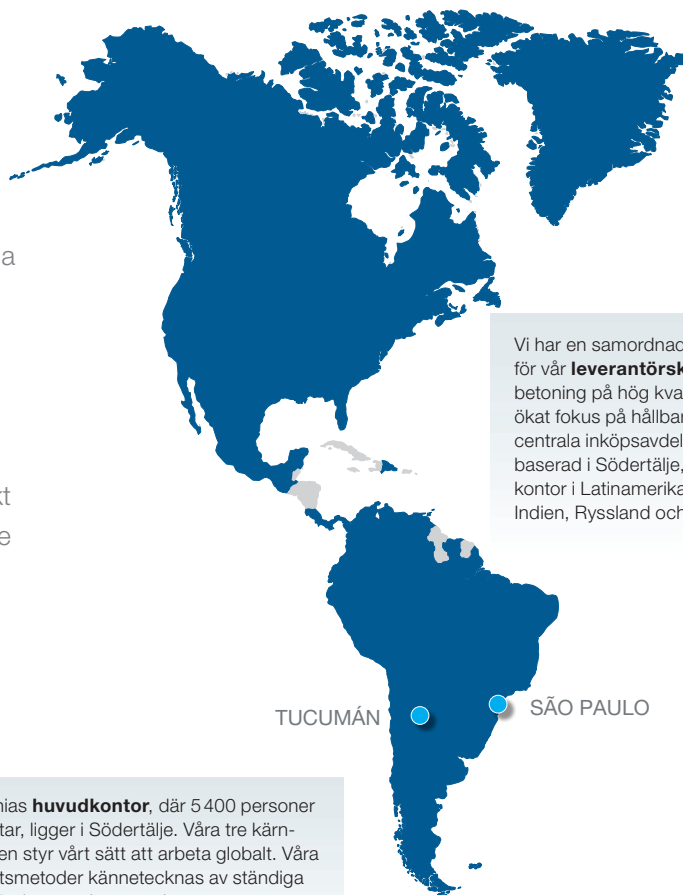 a
kt
e
Vi har en samordnad
för vår leverantörsk
betoning på hög kva
ökat fokus på hållbar
centrala inköpsavdel
baserad i Södertälje,
kontor i Latinamerika
Indien, Ryssland och
TUCUMÁN
SÃO PAULO
nias huvudkontor, där 5 400 personer
tar, ligger i Södertälje. Våra tre kärn-
en styr vårt sätt att arbeta globalt. Våra
tsmetoder kännetecknas av ständiga